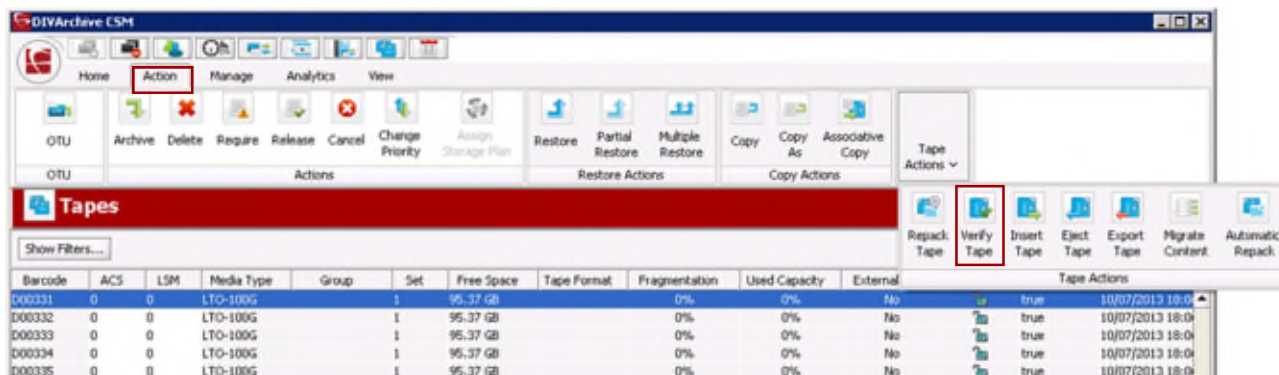 DIVArchive CSM
Home Action Manage Analytics View
OTU Archive Delete Require Release Cancel Change Priority Assign Storage Plan Restore Partial Restore Multiple Restore Copy Copy As Associative Copy Tape Actions
OTU Actions Restore Actions Copy Actions
Tapes
Repack Tape Verify Tape Insert Tape Eject Tape Export Tape Migrate Content Automatic Repack
Show Filters...
Tape Actions
Barcode ACS LSM Media Type Group Set Free Space Tape Format Fragmentation Used Capacity External
D00331 0 0 LTO-100G 1 95.37 GB 0% 0% No true 10/07/2013 18:0
D00332 0 0 LTO-100G 1 95.37 GB 0% 0% No true 10/07/2013 18:0
D00333 0 0 LTO-100G 1 95.37 GB 0% 0% No true 10/07/2013 18:0
D00334 0 0 LTO-100G 1 95.37 GB 0% 0% No true 10/07/2013 18:0
D00335 0 0 LTO-100G 1 95.37 GB 0% 0% No true 10/07/2013 18:0